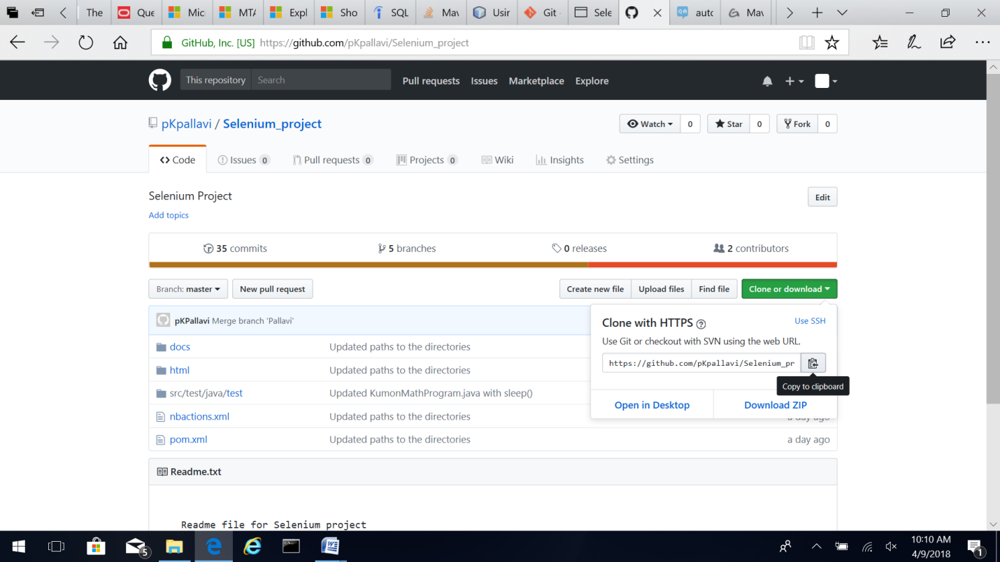 The Que Mic MTA Expl Sho SQL Mav Usir Git Sele auto Mav
GitHub, Inc. [US] https://github.com/pKpallavi/Selenium_project
This repository Search Pull requests Issues Marketplace Explore
pKpallavi / Selenium_project Watch 0 Star 0 Fork 0
Code Issues 0 Pull requests 0 Projects 0 Wiki Insights Settings
Selenium Project Edit
Add topics
35 commits 5 branches 0 releases 2 contributors
Branch: master New pull request Create new file Upload files Find file Clone or download
pKPallavi Merge branch 'Pallavi'
Clone with HTTPS Use SSH
Use Git or checkout with SVN using the web URL.
https://github.com/pKpallavi/Selenium_pr
Copy to clipboard
Open in Desktop Download ZIP
docs Updated paths to the directories
html Updated paths to the directories
src/test/java/test Updated KumonMathProgram.java with sleep()
nbactions.xml Updated paths to the directories a day ago
pom.xml Updated paths to the directories a day ago
Readme.txt
Readme file for Selenium project
5 10:10 AM
4/9/2018 1